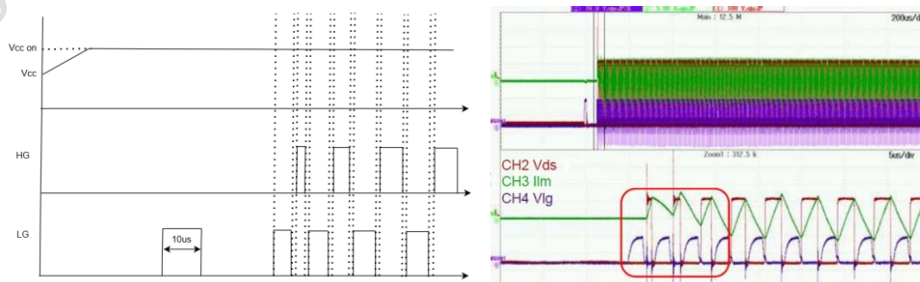 Vcc on
Vcc
HG
LG
10us
Main : 12.5 M
200us/d
Zoom1 : 312.5 k
5us/div
CH2 Vds
CH3 Ilm
CH4 Vlg